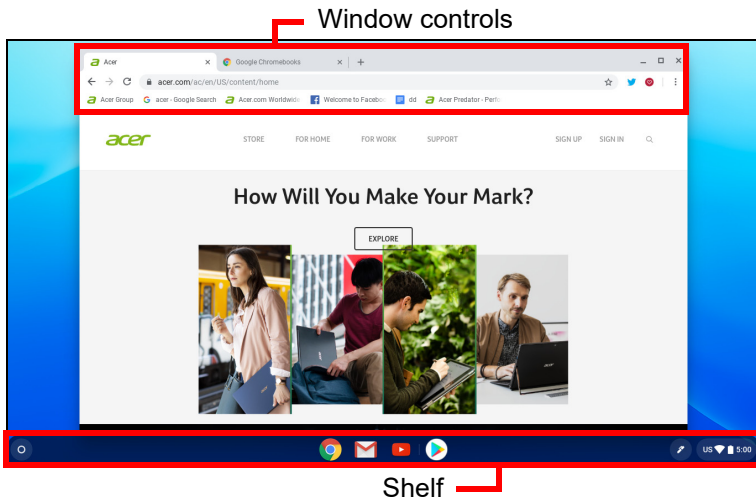 Window controls
Acer × Google Chromebooks × +
acer.com/ac/en/US/content/home
Acer Group G acer - Google Search Acer.com Worldwide Welcome to Faceboo dd Acer Predator - Perfo
acer STORE FOR HOME FOR WORK SUPPORT SIGN UP SIGN IN
How Will You Make Your Mark?
EXPLORE
US 5:00
Shelf